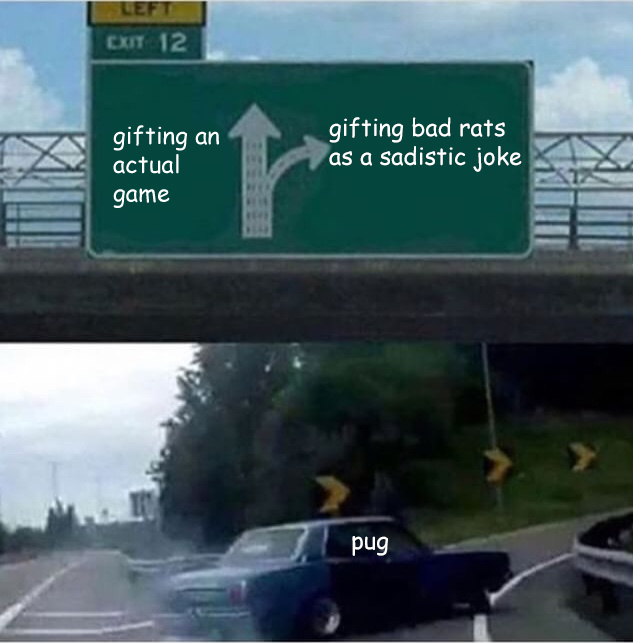 LEFT
EXIT 12
gifting an
actual
game
gifting bad rats
as a sadistic joke
pug